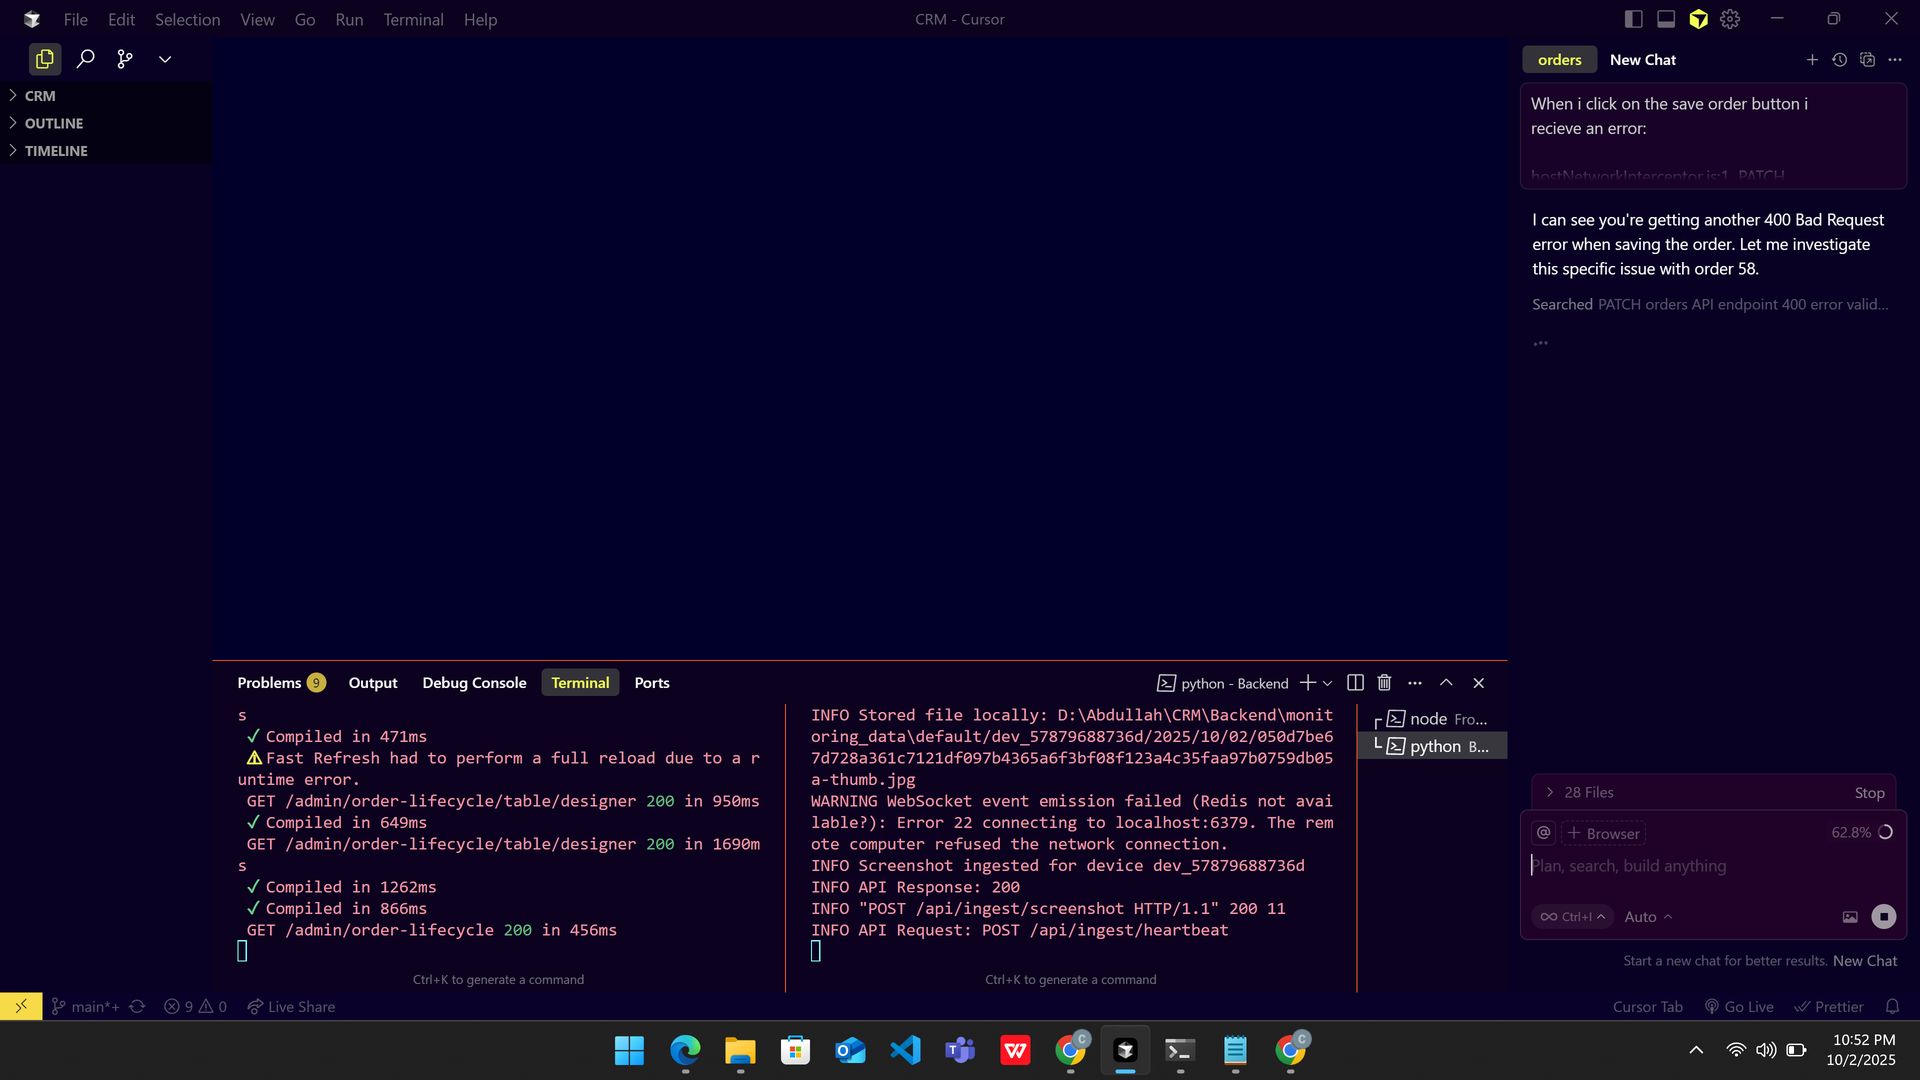 File Edit Selection View Go Run Terminal Help
CRM - Cursor
CRM
OUTLINE
TIMELINE
orders New Chat
When i click on the save order button i
recieve an error:
hostNetworkInterceptor.js:1 PATCH
I can see you're getting another 400 Bad Request
error when saving the order. Let me investigate
this specific issue with order 58.
Searched PATCH orders API endpoint 400 error valid...
Problems 9 Output Debug Console Terminal Ports
python - Backend
s
✓ Compiled in 471ms
⚠ Fast Refresh had to perform a full reload due to a r
untime error.
GET /admin/order-lifecycle/table/designer 200 in 950ms
✓ Compiled in 649ms
GET /admin/order-lifecycle/table/designer 200 in 1690m
s
✓ Compiled in 1262ms
✓ Compiled in 866ms
GET /admin/order-lifecycle 200 in 456ms
Ctrl+K to generate a command
INFO Stored file locally: D:\Abdullah\CRM\Backend\monit
oring_data\default/dev_57879688736d/2025/10/02/050d7be6
7d728a361c7121df097b4365a6f3bf08f123a4c35faa97b0759db05
a-thumb.jpg
WARNING WebSocket event emission failed (Redis not avai
lable?): Error 22 connecting to localhost:6379. The rem
ote computer refused the network connection.
INFO Screenshot ingested for device dev_57879688736d
INFO API Response: 200
INFO "POST /api/ingest/screenshot HTTP/1.1" 200 11
INFO API Request: POST /api/ingest/heartbeat
Ctrl+K to generate a command
node Fro...
python B...
28 Files Stop
@ + Browser 62.8%
Plan, search, build anything
∞ Ctrl+I Auto
Start a new chat for better results. New Chat
main*+ 9 0 Live Share
Cursor Tab Go Live Prettier
10:52 PM
10/2/2025